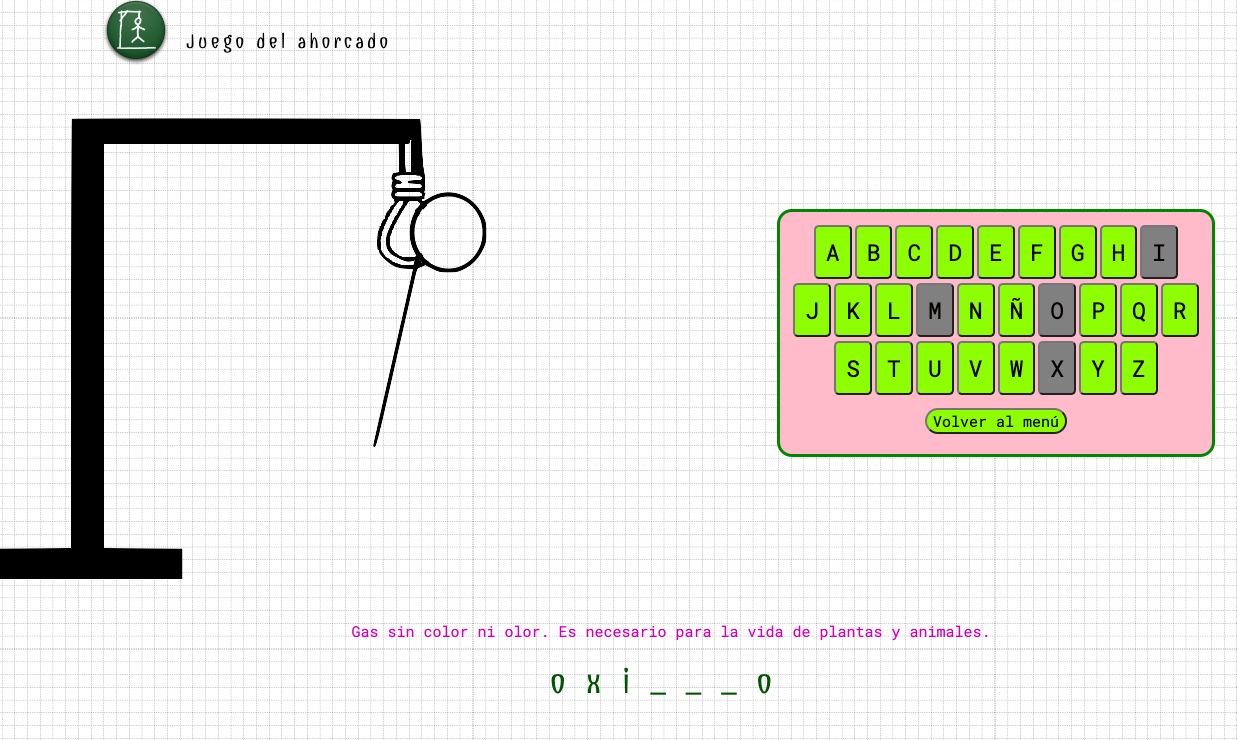 Juego del ahorcado
A B C D E F G H I
J K L M N Ñ O P Q R
S T U V W X Y Z
Volver al menú
Gas sin color ni olor. Es necesario para la vida de plantas y animales.
o x i _ _ _ o